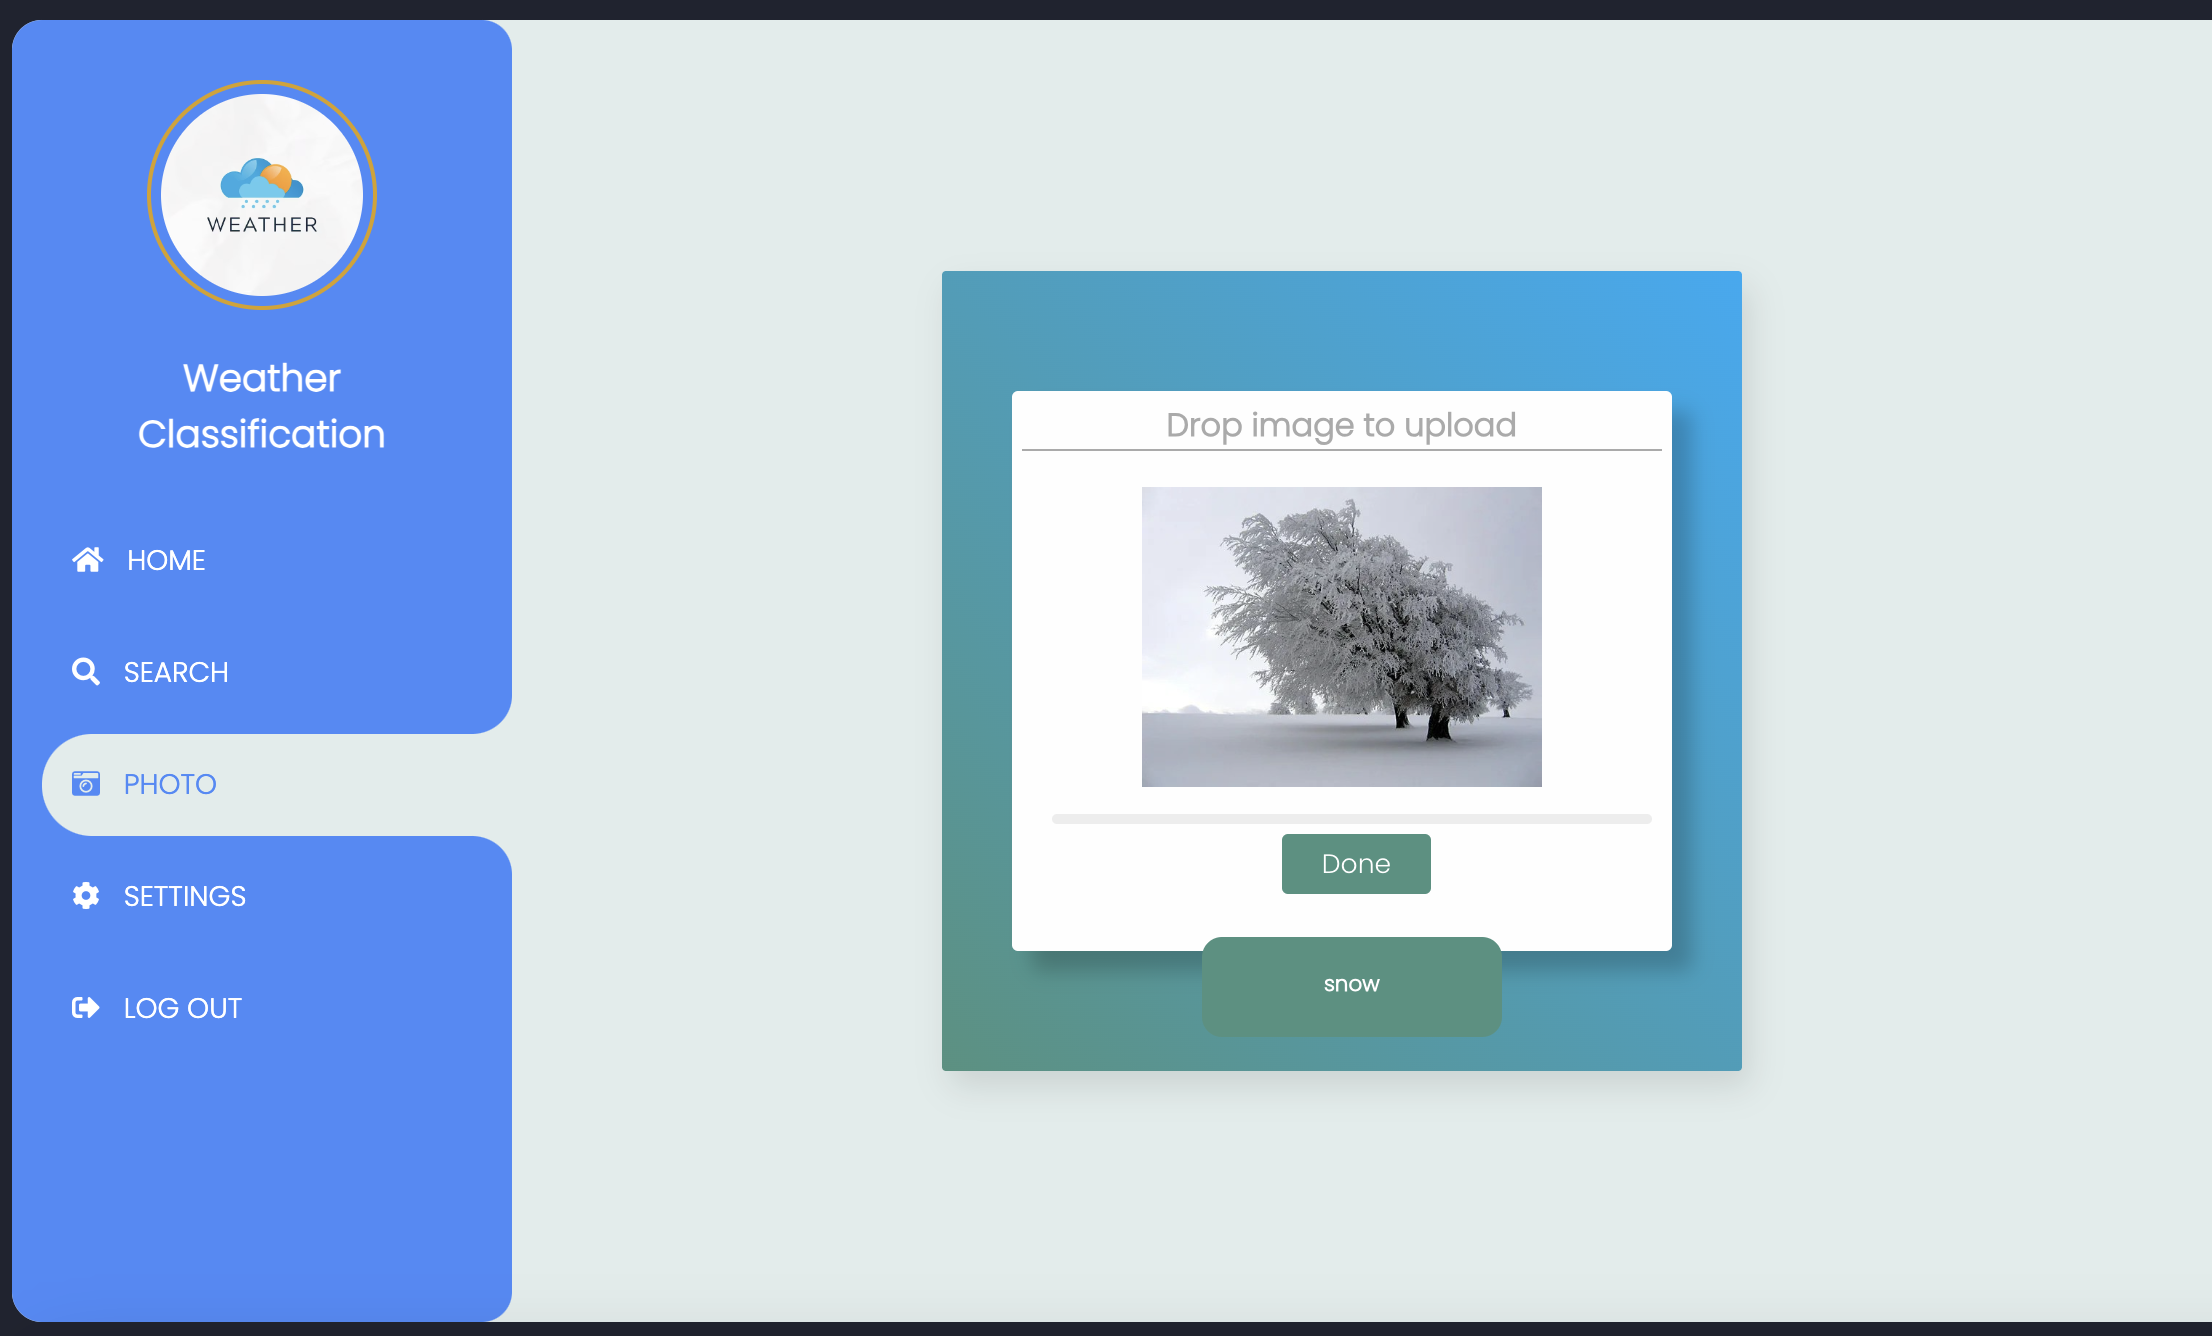 WEATHER
Weather
Classification
HOME
SEARCH
PHOTO
SETTINGS
LOG OUT
Drop image to upload
Done
snow